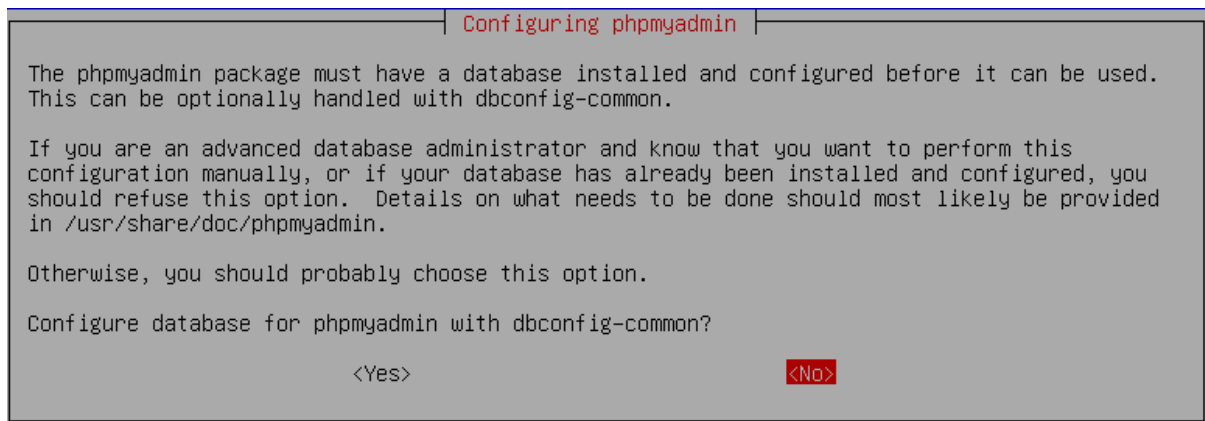 Configuring phpmyadmin
The phpmyadmin package must have a database installed and configured before it can be used.
This can be optionally handled with dbconfig-common.
If you are an advanced database administrator and know that you want to perform this
configuration manually, or if your database has already been installed and configured, you
should refuse this option.  Details on what needs to be done should most likely be provided
in /usr/share/doc/phpmyadmin.
Otherwise, you should probably choose this option.
Configure database for phpmyadmin with dbconfig-common?
<Yes> <No>